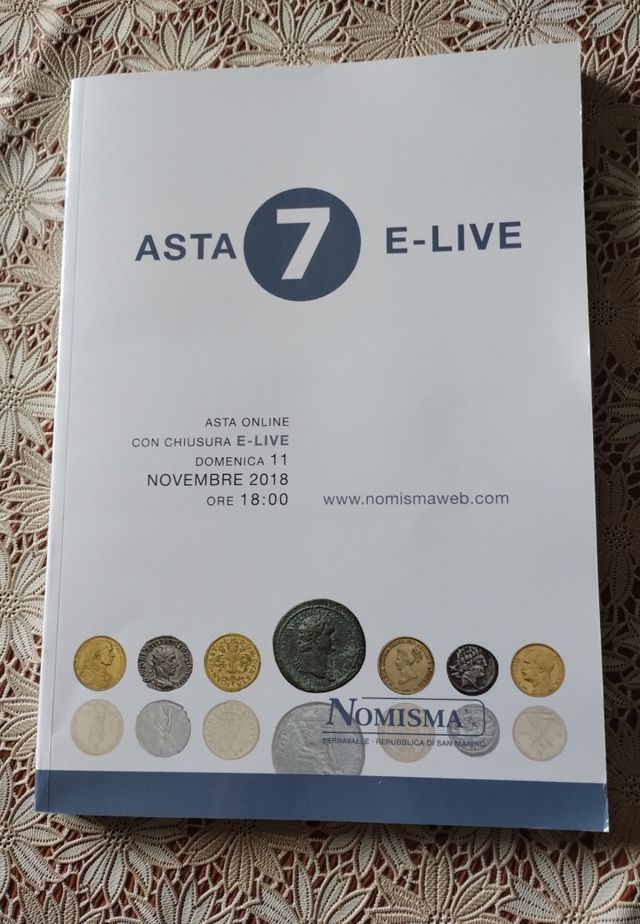 ASTA 7 E-LIVE
ASTA ONLINE
CON CHIUSURA E-LIVE
DOMENICA 11
NOVEMBRE 2018
ORE 18:00
www.nomismaweb.com
NOMISMA
SERRAVALLE - REPUBBLICA DI SAN MARINO